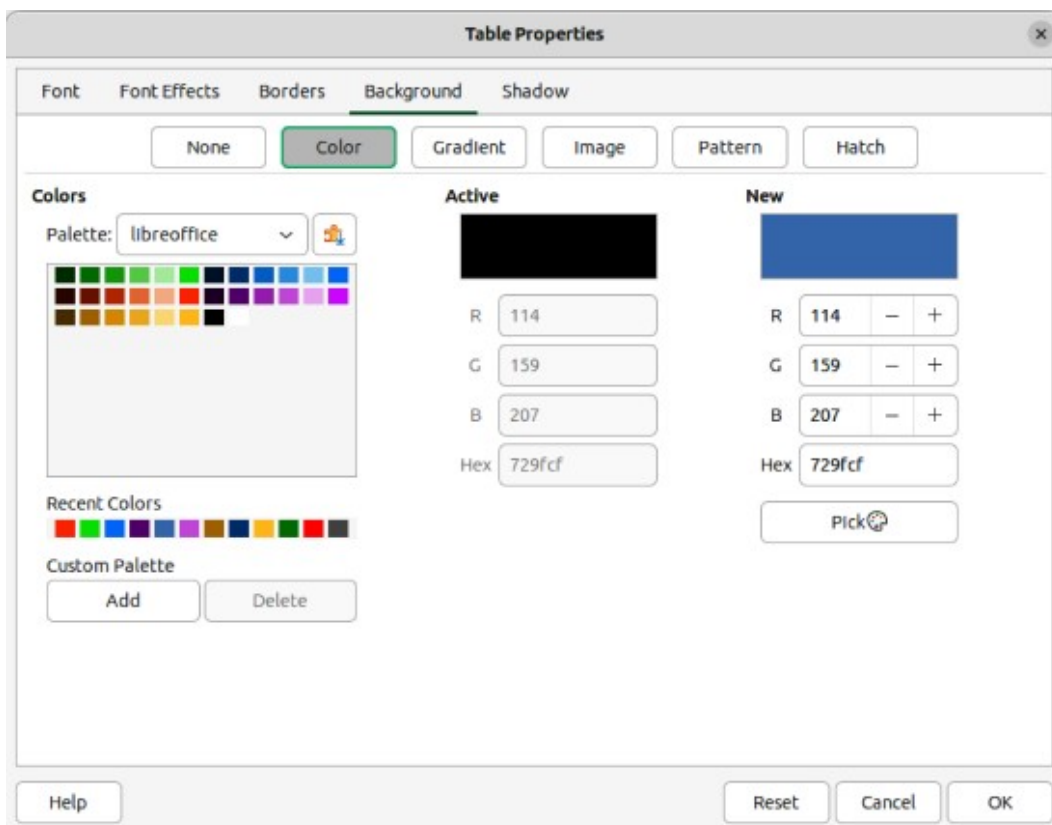 Table Properties
Font Font Effects Borders Background Shadow
None Color Gradient Image Pattern Hatch
Colors Active New
Palette: libreoffice
R 114 R 114 − +
G 159 G 159 − +
B 207 B 207 − +
Hex 729fcf Hex 729fcf
Recent Colors
Pick
Custom Palette
Add Delete
Help Reset Cancel OK